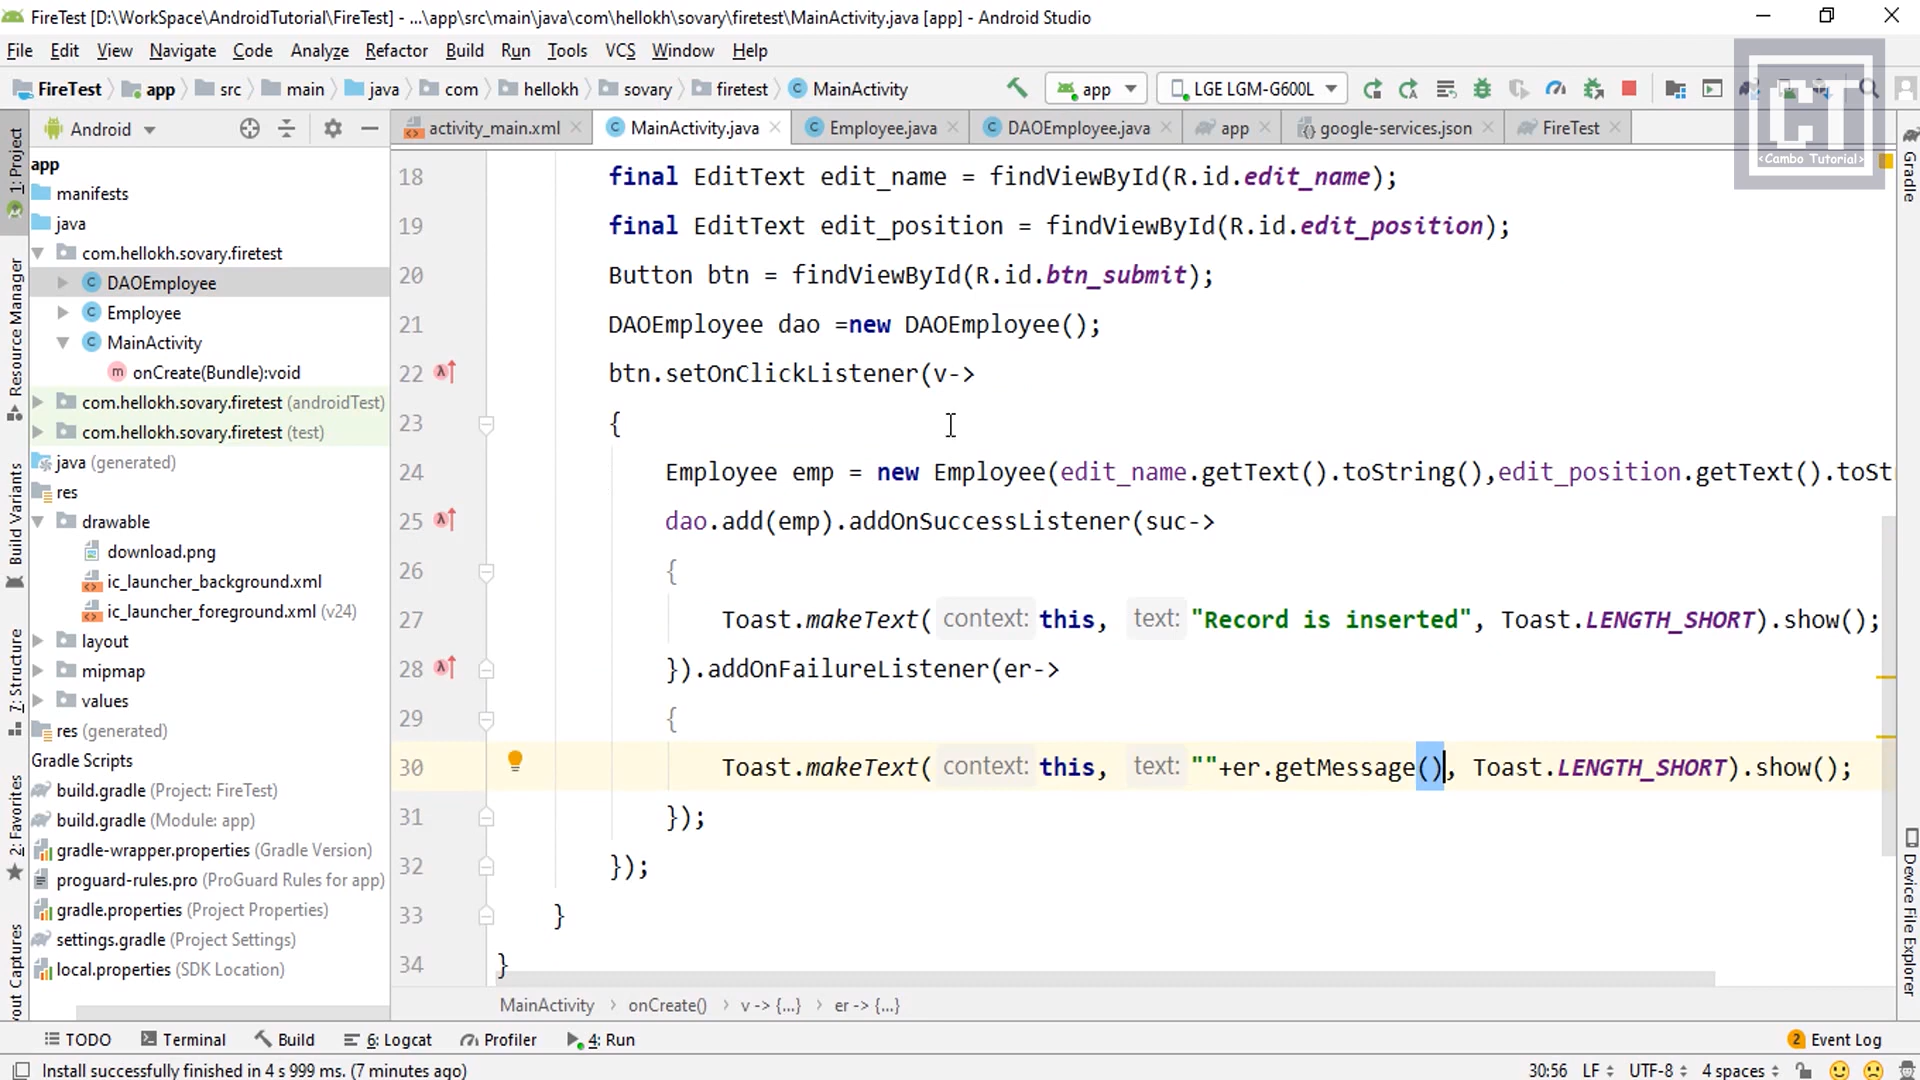 FireTest [D:\WorkSpace\AndroidTutorial\FireTest] - ...\app\src\main\java\com\hellokh\sovary\firetest\MainActivity.java [app] - Android Studio
File Edit View Navigate Code Analyze Refactor Build Run Tools VCS Window Help
FireTest app src main java com hellokh sovary firetest MainActivity app LGE LGM-G600L
CT
<Cambo Tutorial>
Android activity_main.xml MainActivity.java Employee.java DAOEmployee.java app google-services.json FireTest
1: Project
Resource Manager
Build Variants
7: Structure
2: Favorites
out Captures
app
manifests
java
com.hellokh.sovary.firetest
DAOEmployee
Employee
MainActivity
onCreate(Bundle):void
com.hellokh.sovary.firetest (androidTest)
com.hellokh.sovary.firetest (test)
java (generated)
res
drawable
download.png
ic_launcher_background.xml
ic_launcher_foreground.xml (v24)
layout
mipmap
values
res (generated)
Gradle Scripts
build.gradle (Project: FireTest)
build.gradle (Module: app)
gradle-wrapper.properties (Gradle Version)
proguard-rules.pro (ProGuard Rules for app)
gradle.properties (Project Properties)
settings.gradle (Project Settings)
local.properties (SDK Location)
18 final EditText edit_name = findViewById(R.id.edit_name);
19 final EditText edit_position = findViewById(R.id.edit_position);
20 Button btn = findViewById(R.id.btn_submit);
21 DAOEmployee dao =new DAOEmployee();
22 btn.setOnClickListener(v->
23 {
24 Employee emp = new Employee(edit_name.getText().toString(),edit_position.getText().toStr
25 dao.add(emp).addOnSuccessListener(suc->
26 {
27 Toast.makeText( context: this, text: "Record is inserted", Toast.LENGTH_SHORT).show();
28 }).addOnFailureListener(er->
29 {
30 Toast.makeText( context: this, text: ""+er.getMessage(), Toast.LENGTH_SHORT).show();
31 });
32 });
33 }
34 }
Gradle
Device File Explorer
MainActivity › onCreate() › v -> {...} › er -> {...}
TODO Terminal Build 6: Logcat Profiler 4: Run 2 Event Log
Install successfully finished in 4 s 999 ms. (7 minutes ago) 30:56 LF UTF-8 4 spaces